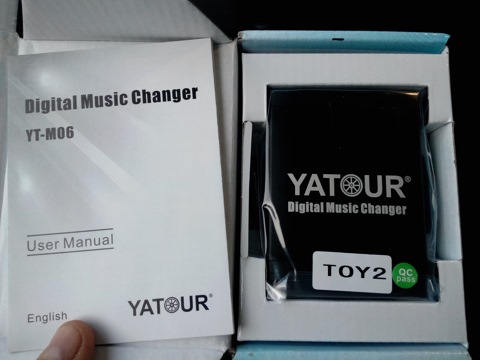 Digital Music Changer
YT-M06
User Manual
English
YATOUR
YATOUR®
Digital Music Changer
TOY2
QC
pass